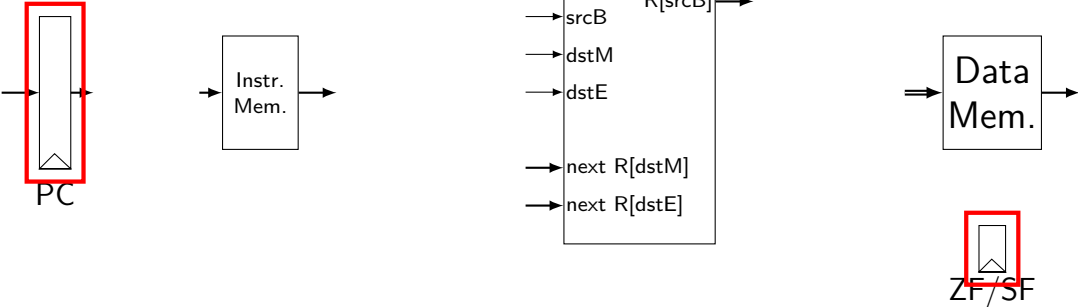 R[srcB]
srcB
dstM
dstE
next R[dstM]
next R[dstE]
Instr.
Mem.
Data
Mem.
PC
ZF/SF